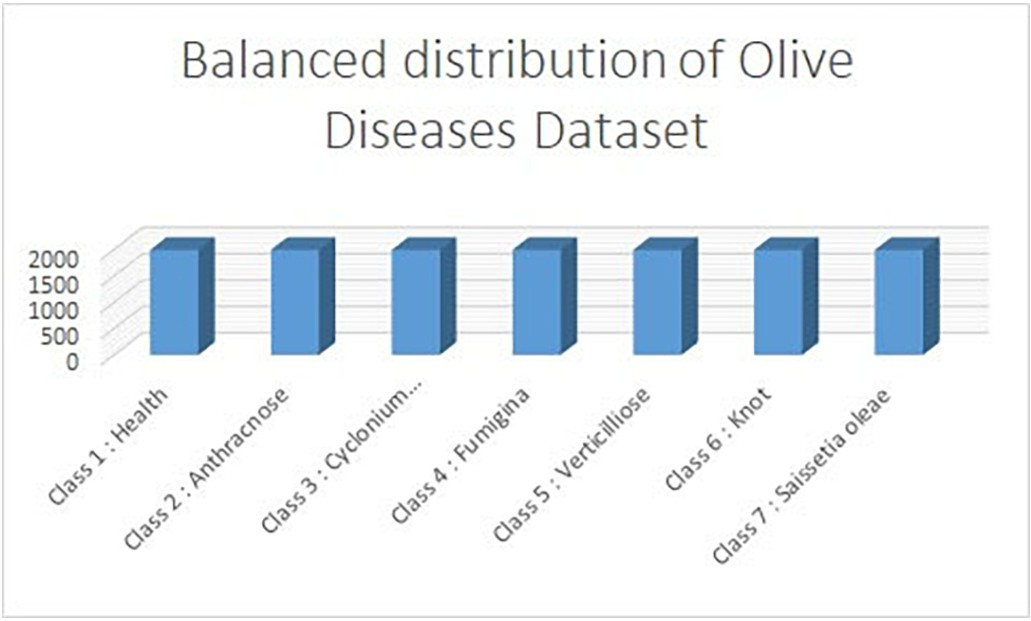 Balanced distribution of Olive
Diseases Dataset
2000
1500
1000
500
0
Class 1 : Health
Class 2 : Anthracnose
Class 3 : Cyclonium...
Class 4 : Fumigina
Class 5 : Verticilliose
Class 6 : Knot
Class 7 : Saissetia oleae